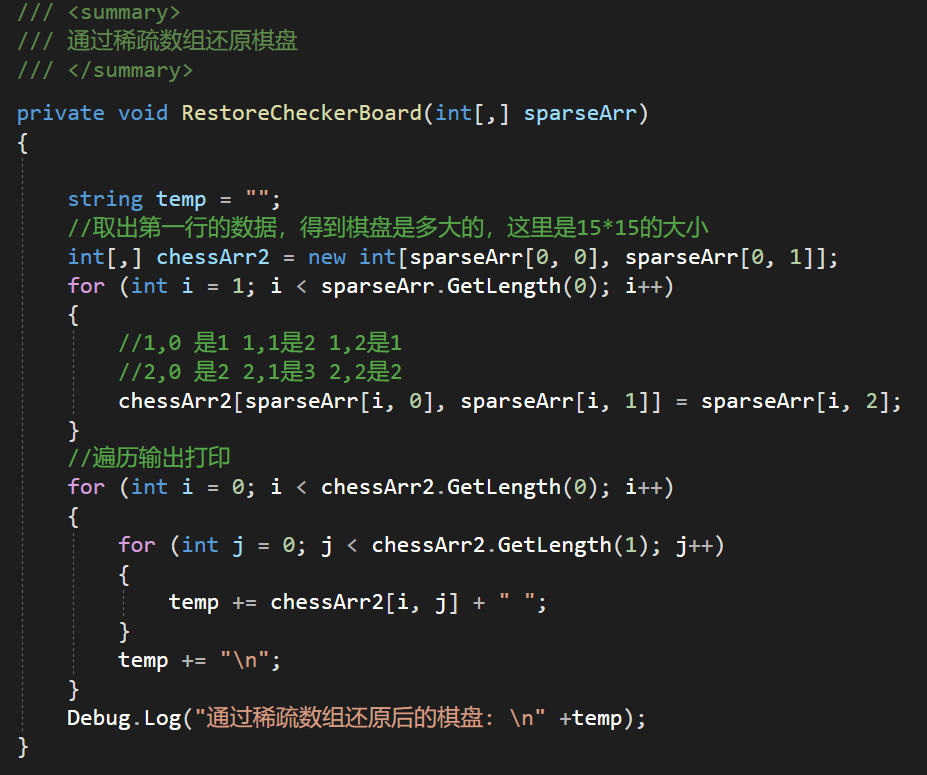 /// <summary>
/// 通过稀疏数组还原棋盘
/// </summary>
private void RestoreCheckerBoard(int[,] sparseArr)
{
string temp = "";
//取出第一行的数据，得到棋盘是多大的，这里是15*15的大小
int[,] chessArr2 = new int[sparseArr[0, 0], sparseArr[0, 1]];
for (int i = 1; i < sparseArr.GetLength(0); i++)
{
//1,0 是1 1,1是2 1,2是1
//2,0 是2 2,1是3 2,2是2
chessArr2[sparseArr[i, 0], sparseArr[i, 1]] = sparseArr[i, 2];
}
//遍历输出打印
for (int i = 0; i < chessArr2.GetLength(0); i++)
{
for (int j = 0; j < chessArr2.GetLength(1); j++)
{
temp += chessArr2[i, j] + " ";
}
temp += "\n";
}
Debug.Log("通过稀疏数组还原后的棋盘: \n" +temp);
}